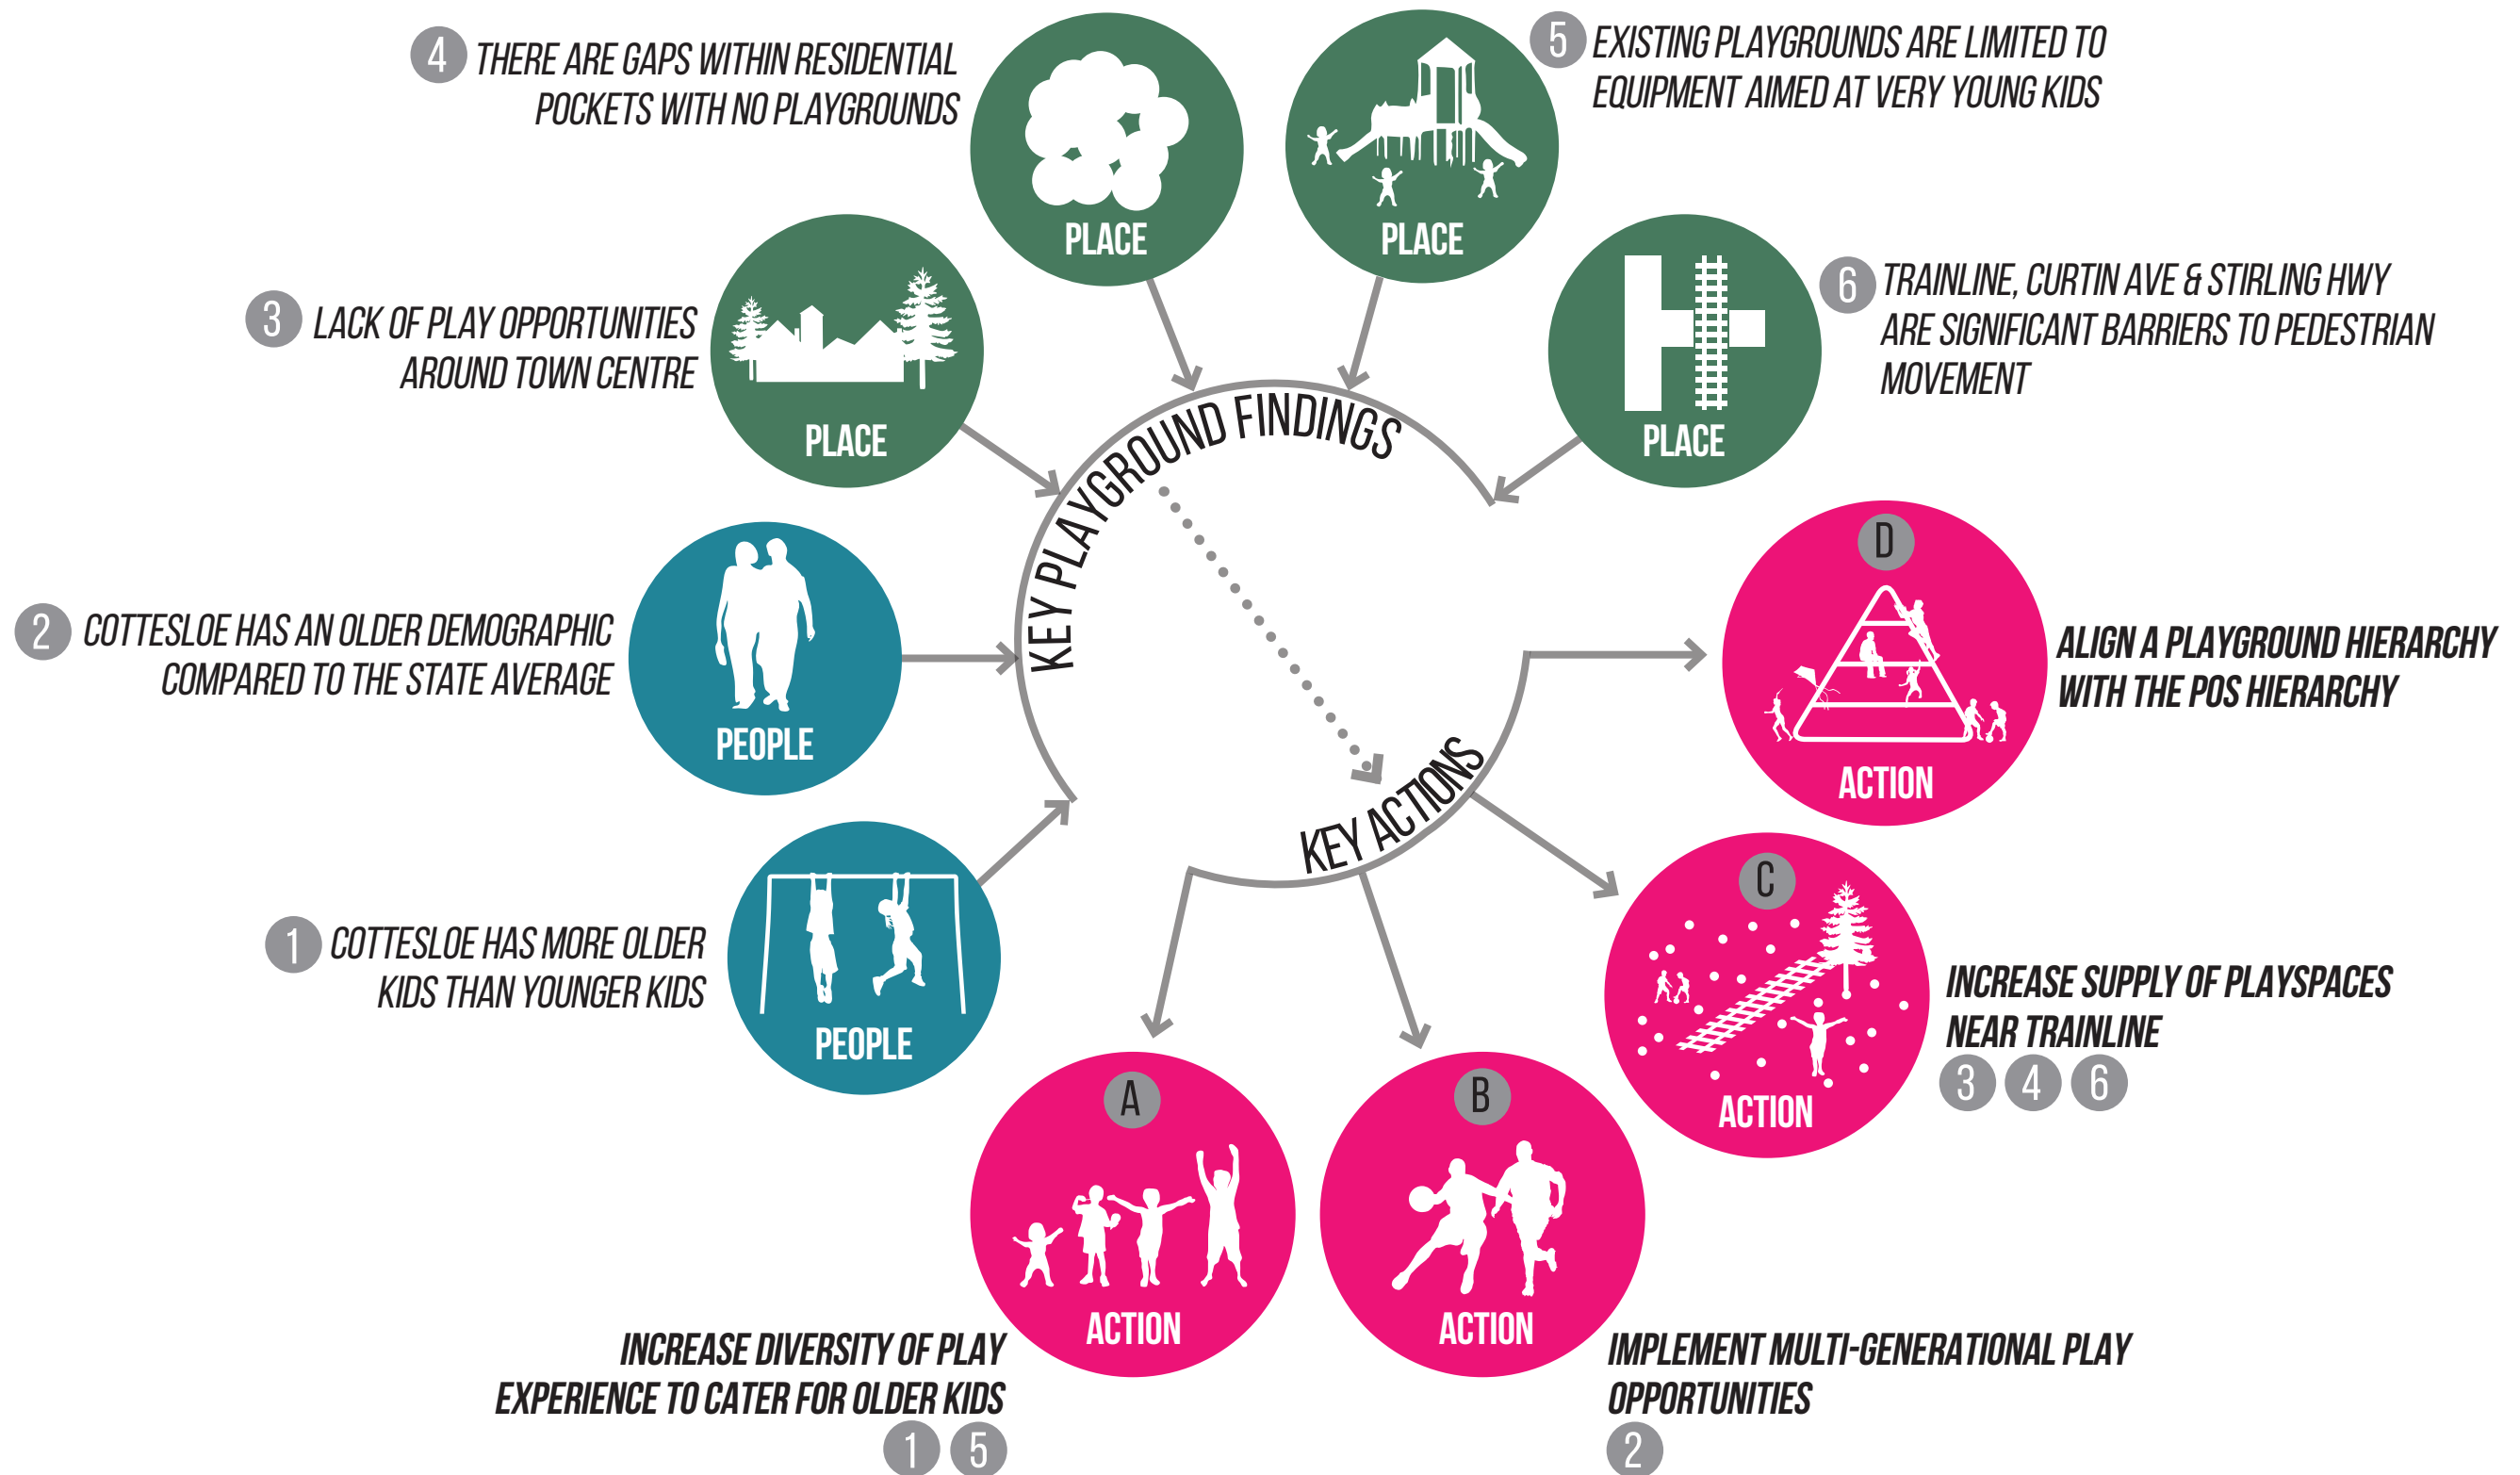 4
THERE ARE GAPS WITHIN RESIDENTIAL
POCKETS WITH NO PLAYGROUNDS
PLACE
5
EXISTING PLAYGROUNDS ARE LIMITED TO
EQUIPMENT AIMED AT VERY YOUNG KIDS
PLACE
3
LACK OF PLAY OPPORTUNITIES
AROUND TOWN CENTRE
PLACE
6
TRAINLINE, CURTIN AVE & STIRLING HWY
ARE SIGNIFICANT BARRIERS TO PEDESTRIAN
MOVEMENT
PLACE
KEY PLAYGROUND FINDINGS
2
COTTESLOE HAS AN OLDER DEMOGRAPHIC
COMPARED TO THE STATE AVERAGE
PEOPLE
1
COTTESLOE HAS MORE OLDER
KIDS THAN YOUNGER KIDS
PEOPLE
KEY ACTIONS
D
ACTION
ALIGN A PLAYGROUND HIERARCHY
WITH THE POS HIERARCHY
C
ACTION
INCREASE SUPPLY OF PLAYSPACES
NEAR TRAINLINE
3 4 6
A
ACTION
INCREASE DIVERSITY OF PLAY
EXPERIENCE TO CATER FOR OLDER KIDS
1 5
B
ACTION
IMPLEMENT MULTI-GENERATIONAL PLAY
OPPORTUNITIES
2